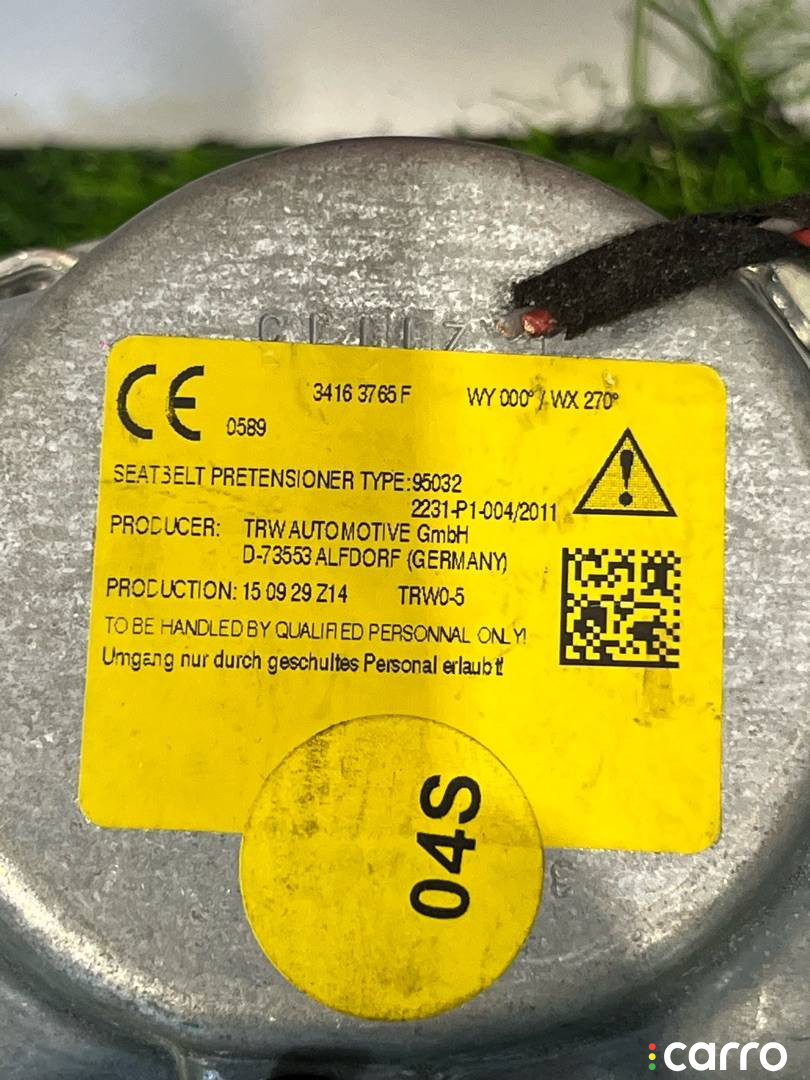 CE 0589
3416 3765 F WY 000° / WX 270°
SEATBELT PRETENSIONER TYPE: 95032
2231-P1-004/2011
PRODUCER: TRW AUTOMOTIVE GmbH
D-73553 ALFDORF (GERMANY)
PRODUCTION: 15 09 29 Z14 TRW0-5
TO BE HANDLED BY QUALIFIED PERSONNAL ONLY!
Umgang nur durch geschultes Personal erlaubt!
04S
carro